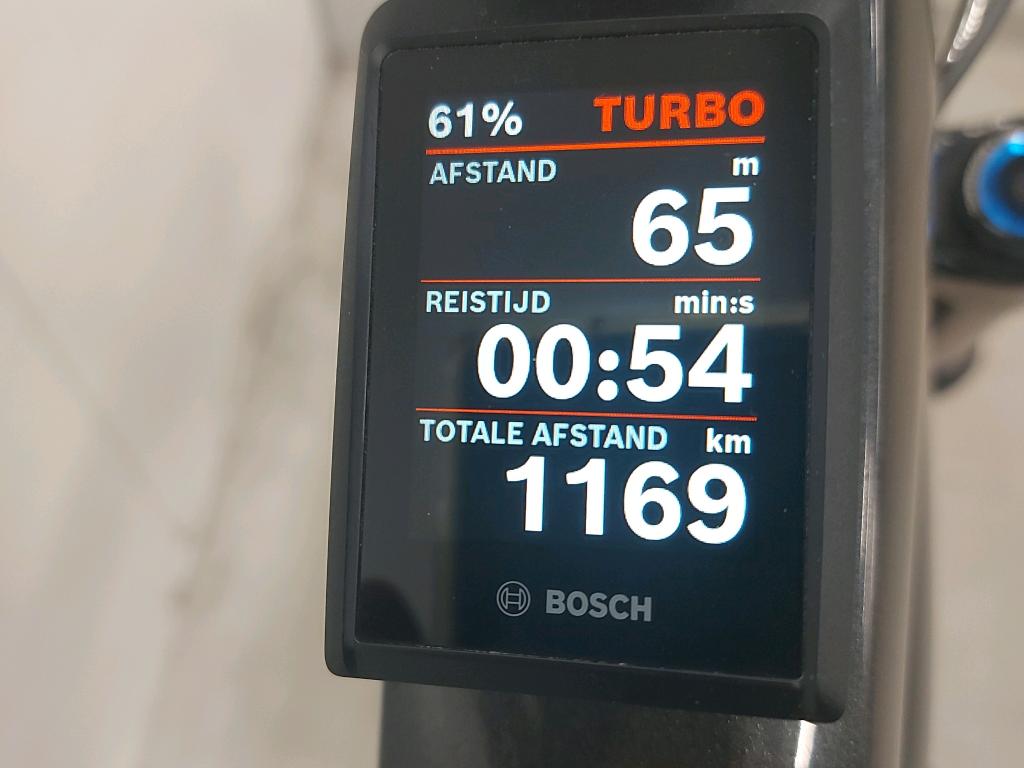 61% TURBO
AFSTAND m
65
REISTIJD min:s
00:54
TOTALE AFSTAND km
1169
BOSCH